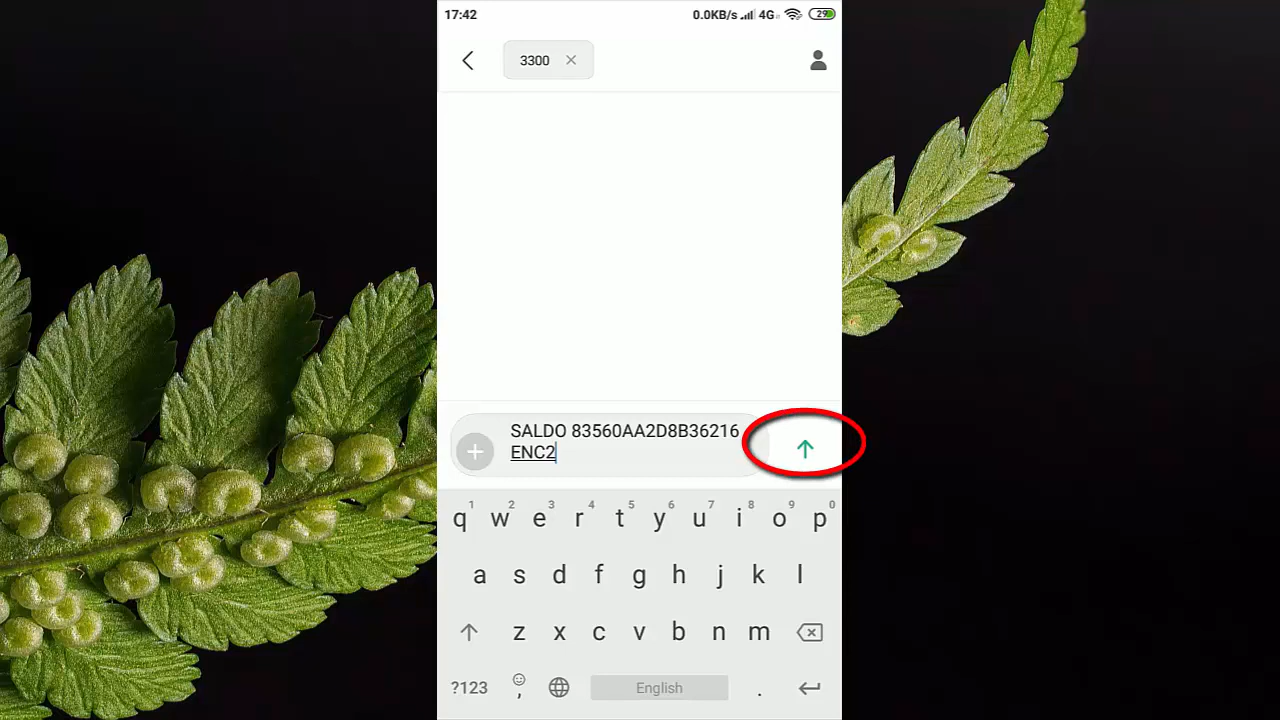 17:42 0.0KB/s 4G 29
3300 ×
SALDO 83560AA2D8B36216
ENC2
1 2 3 4 5 6 7 8 9 0
q w e r t y u i o p
a s d f g h j k l
z x c v b n m
?123 , English .